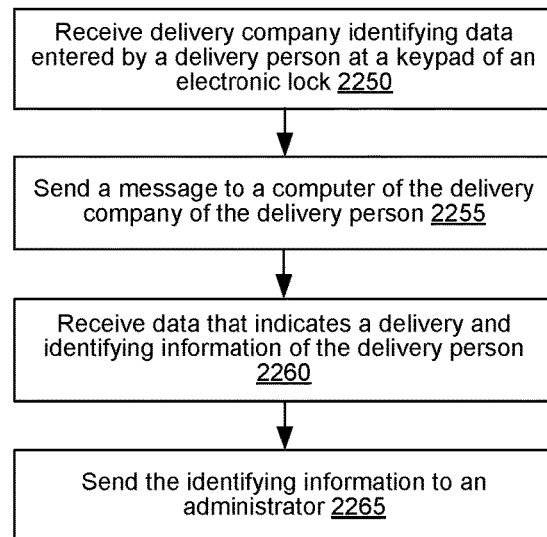 Receive delivery company identifying data
entered by a delivery person at a keypad of an
electronic lock 2250
Send a message to a computer of the delivery
company of the delivery person 2255
Receive data that indicates a delivery and
identifying information of the delivery person
2260
Send the identifying information to an
administrator 2265